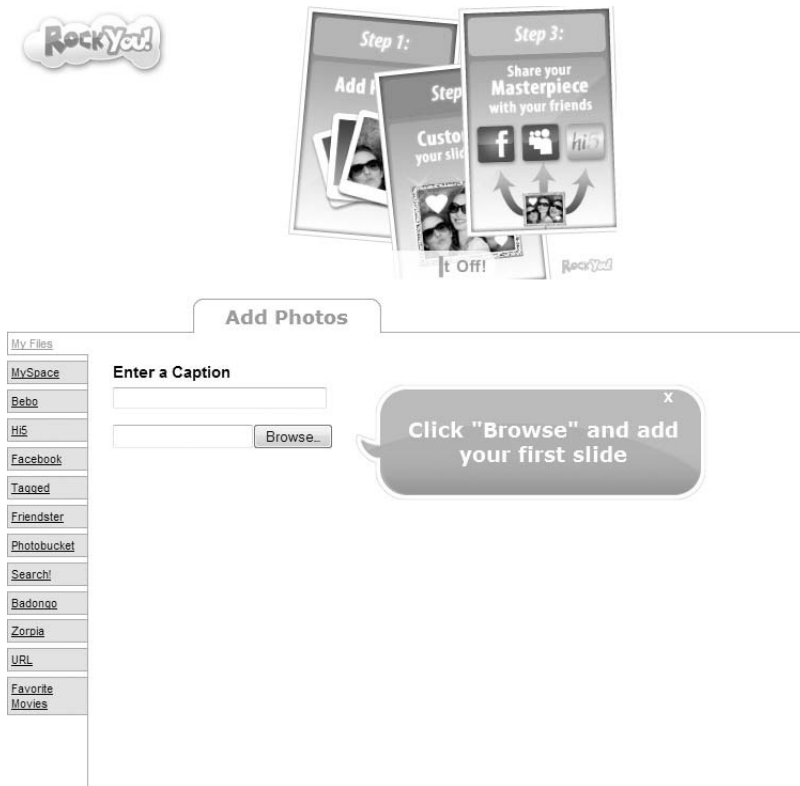 RockYou!
Step 1:
Add
Step
Custo
your slid
Step 3:
Share your
Masterpiece
with your friends
f
hi5
t Off!
RockYou!
Add Photos
My Files
MySpace
Bebo
Hi5
Facebook
Tagged
Friendster
Photobucket
Search!
Badongo
Zorpia
URL
Favorite
Movies
Enter a Caption
Browse...
X
Click "Browse" and add
your first slide